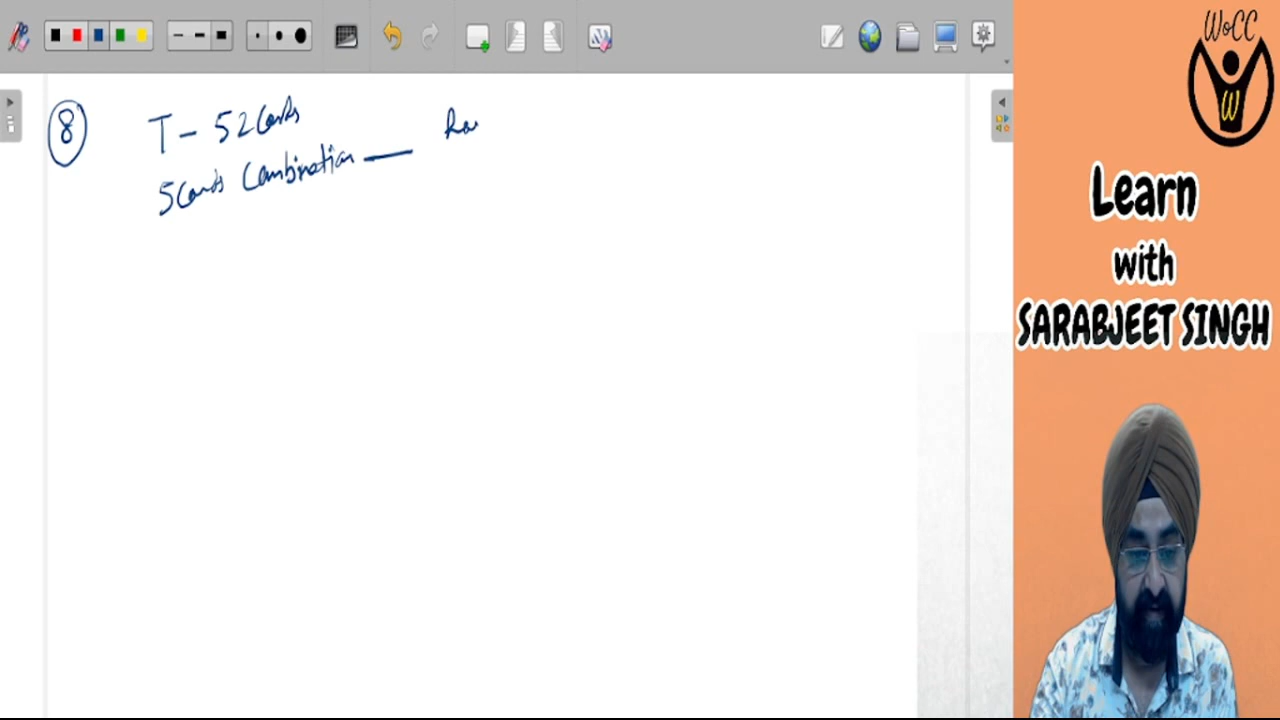 8
T - 52 Cards
5 Cards Combination —
WoCC
W
Learn
with
SARABJEET SINGH